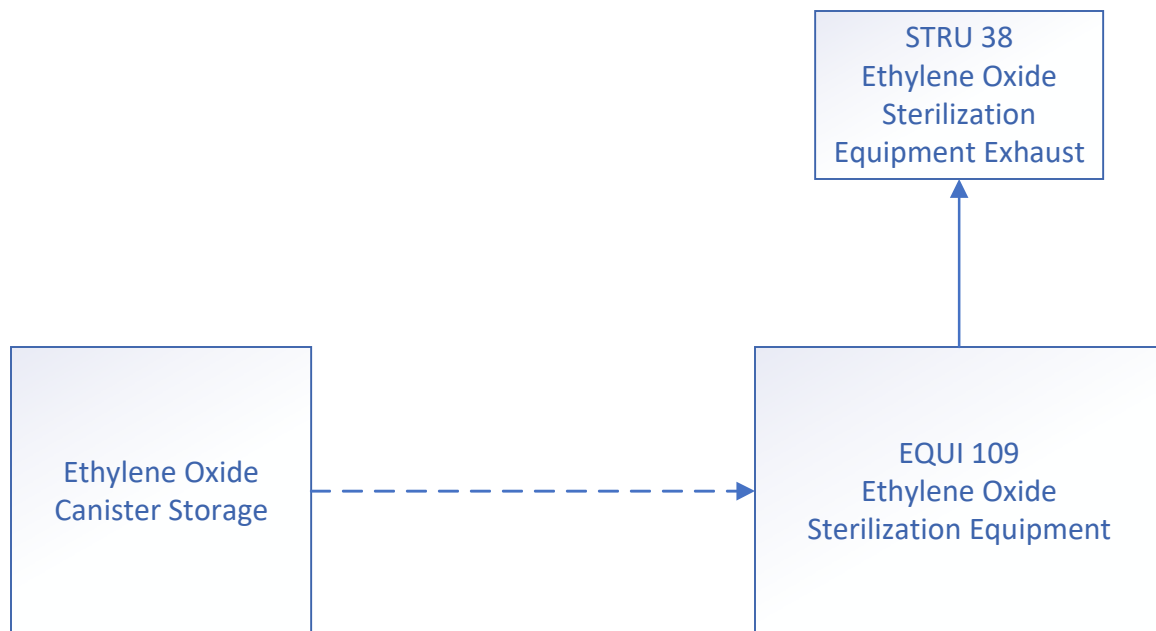 STRU 38
Ethylene Oxide
Sterilization
Equipment Exhaust
Ethylene Oxide
Canister Storage
EQUI 109
Ethylene Oxide
Sterilization Equipment